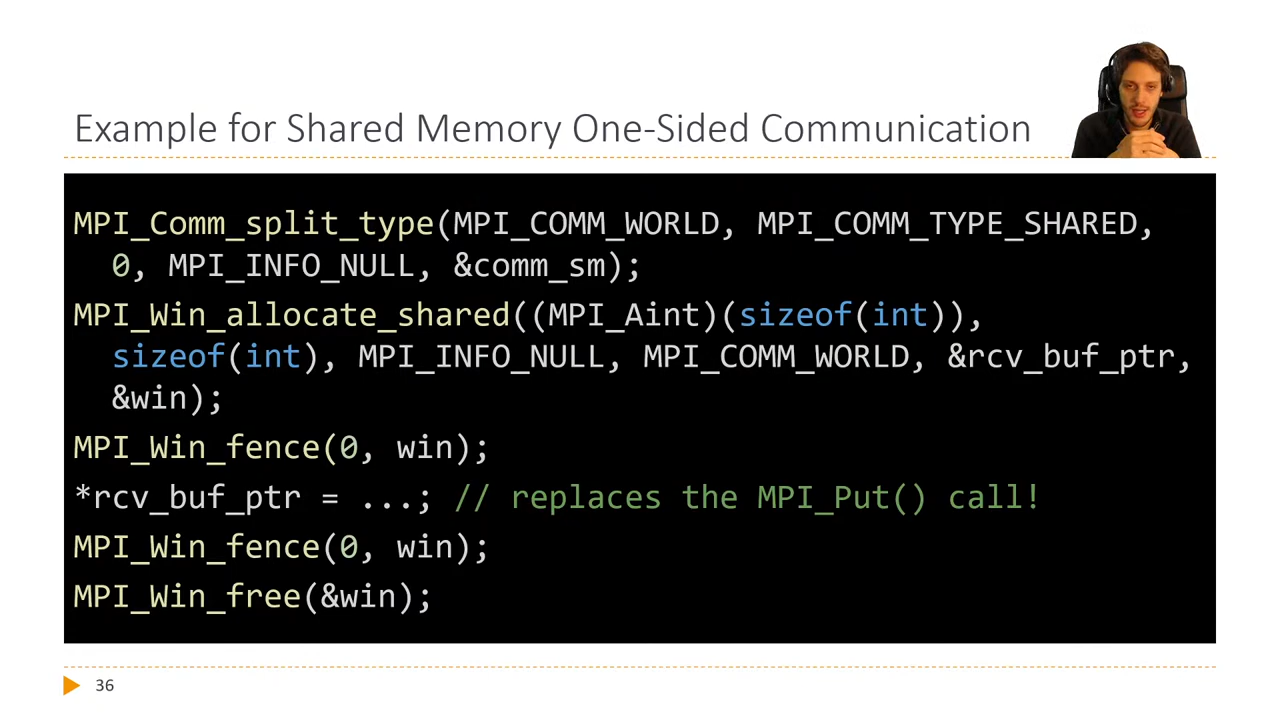 Example for Shared Memory One-Sided Communication
MPI_Comm_split_type(MPI_COMM_WORLD, MPI_COMM_TYPE_SHARED,
0, MPI_INFO_NULL, &comm_sm);
MPI_Win_allocate_shared((MPI_Aint)(sizeof(int)),
sizeof(int), MPI_INFO_NULL, MPI_COMM_WORLD, &rcv_buf_ptr,
&win);
MPI_Win_fence(0, win);
*rcv_buf_ptr = ...; // replaces the MPI_Put() call!
MPI_Win_fence(0, win);
MPI_Win_free(&win);
36